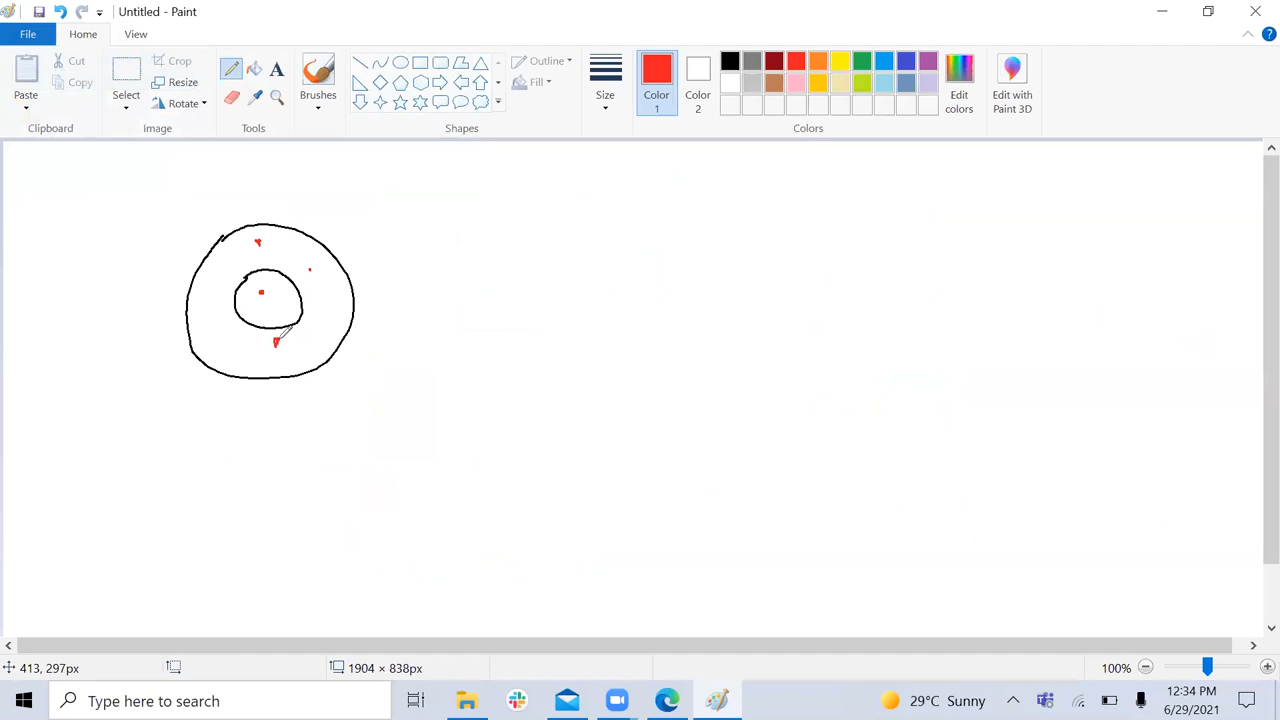 Untitled - Paint
File Home View
Paste
Cut
Copy
Clipboard
Select
Crop
Resize
Rotate
Image
A
Tools
Brushes
Outline
Fill
Shapes
Size
Color
1
Color
2
Edit
colors
Colors
Edit with
Paint 3D
413, 297px
1904 × 838px
100%
Type here to search
29°C Sunny
12:34 PM
6/29/2021